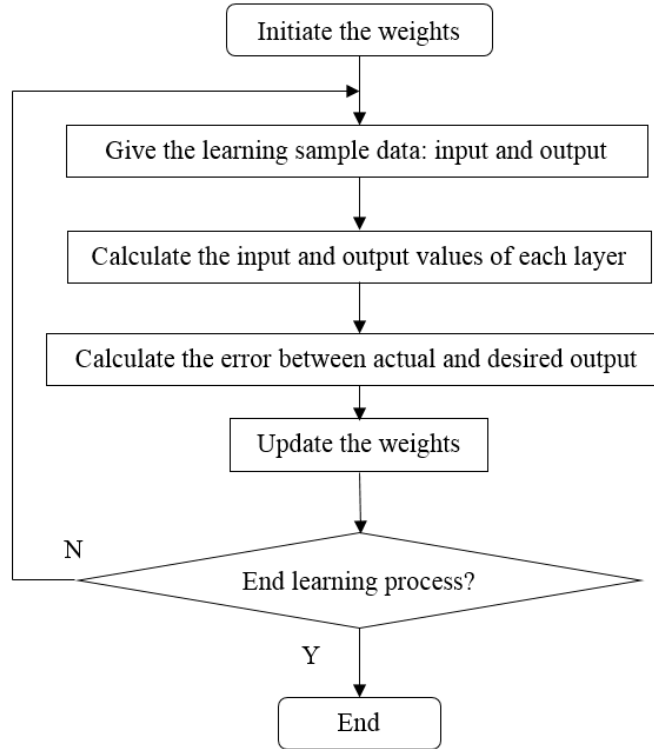 Initiate the weights
Give the learning sample data: input and output
Calculate the input and output values of each layer
Calculate the error between actual and desired output
Update the weights
N
End learning process?
Y
End